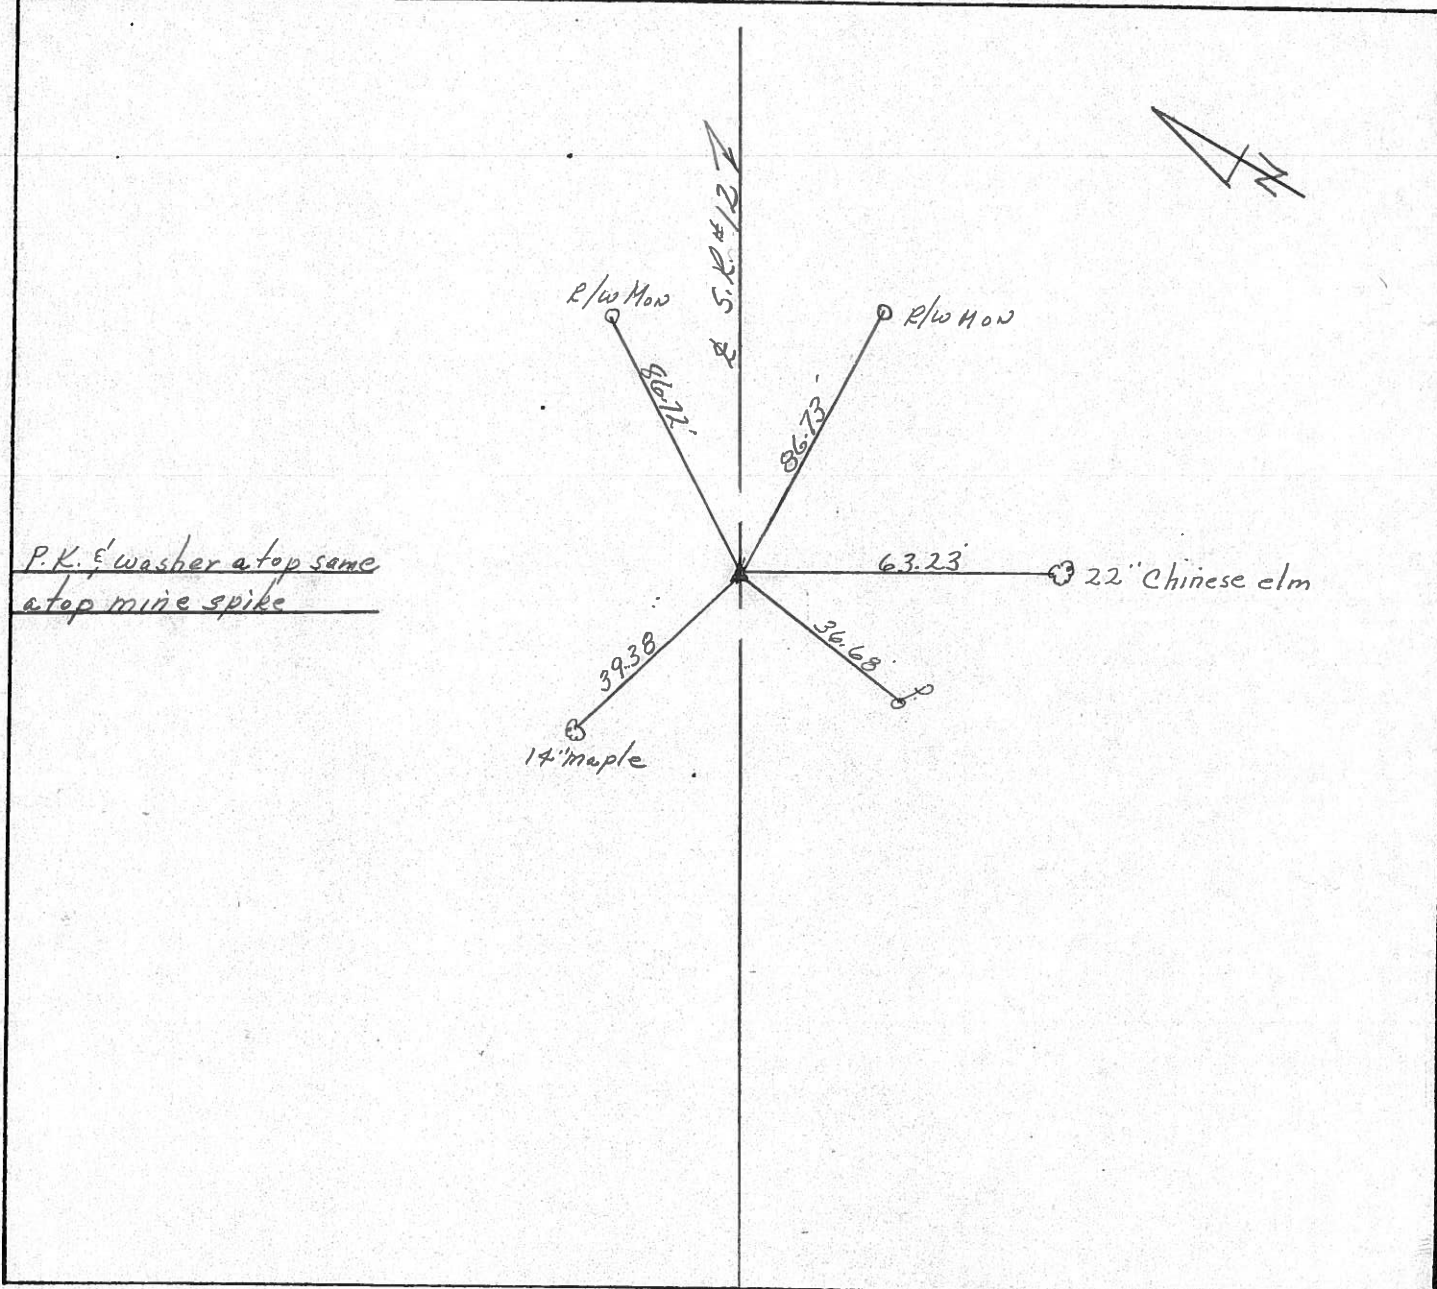 N
℄ S.R. #12
R/W MON
R/W MON
86.72'
86.73'
P.K. & washer atop same
atop mine spike
63.23'
22" Chinese elm
39.38
36.68'
14" maple